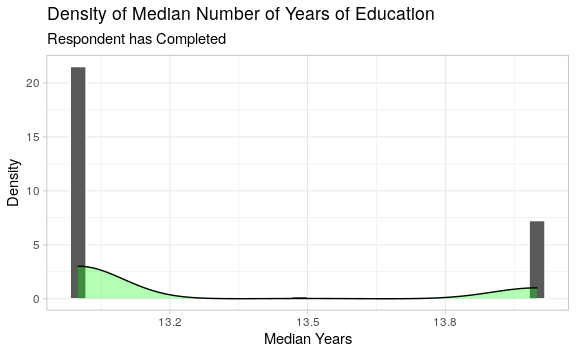 Density of Median Number of Years of Education
Respondent has Completed
20
15
10
5
0
Density
13.2 13.5 13.8
Median Years